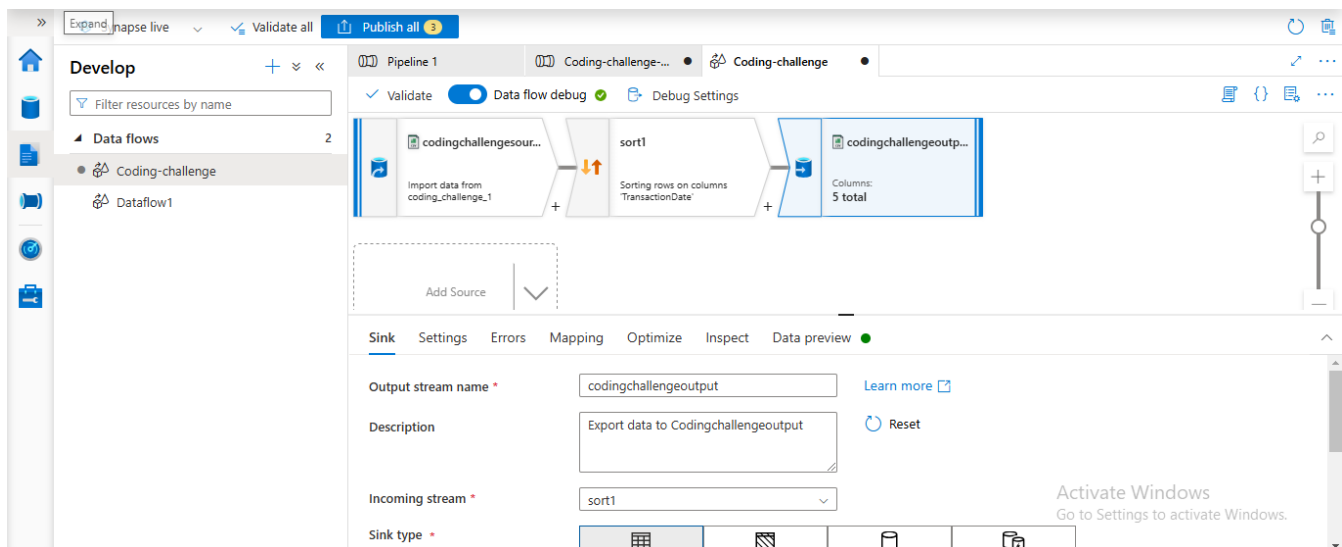 »
Expand
ynapse live
Validate all
Publish all 3
Develop
Filter resources by name
Data flows 2
Coding-challenge
Dataflow1
Pipeline 1
Coding-challenge-...
Coding-challenge
Validate
Data flow debug
Debug Settings
codingchallengesour...
Import data from
coding_challenge_1
+
sort1
Sorting rows on columns
'TransactionDate'
+
codingchallengeoutp...
Columns:
5 total
Add Source
Sink Settings Errors Mapping Optimize Inspect Data preview
Output stream name *
codingchallengeoutput
Learn more
Description
Export data to Codingchallengeoutput
Reset
Incoming stream *
sort1
Sink type *
Activate Windows
Go to Settings to activate Windows.